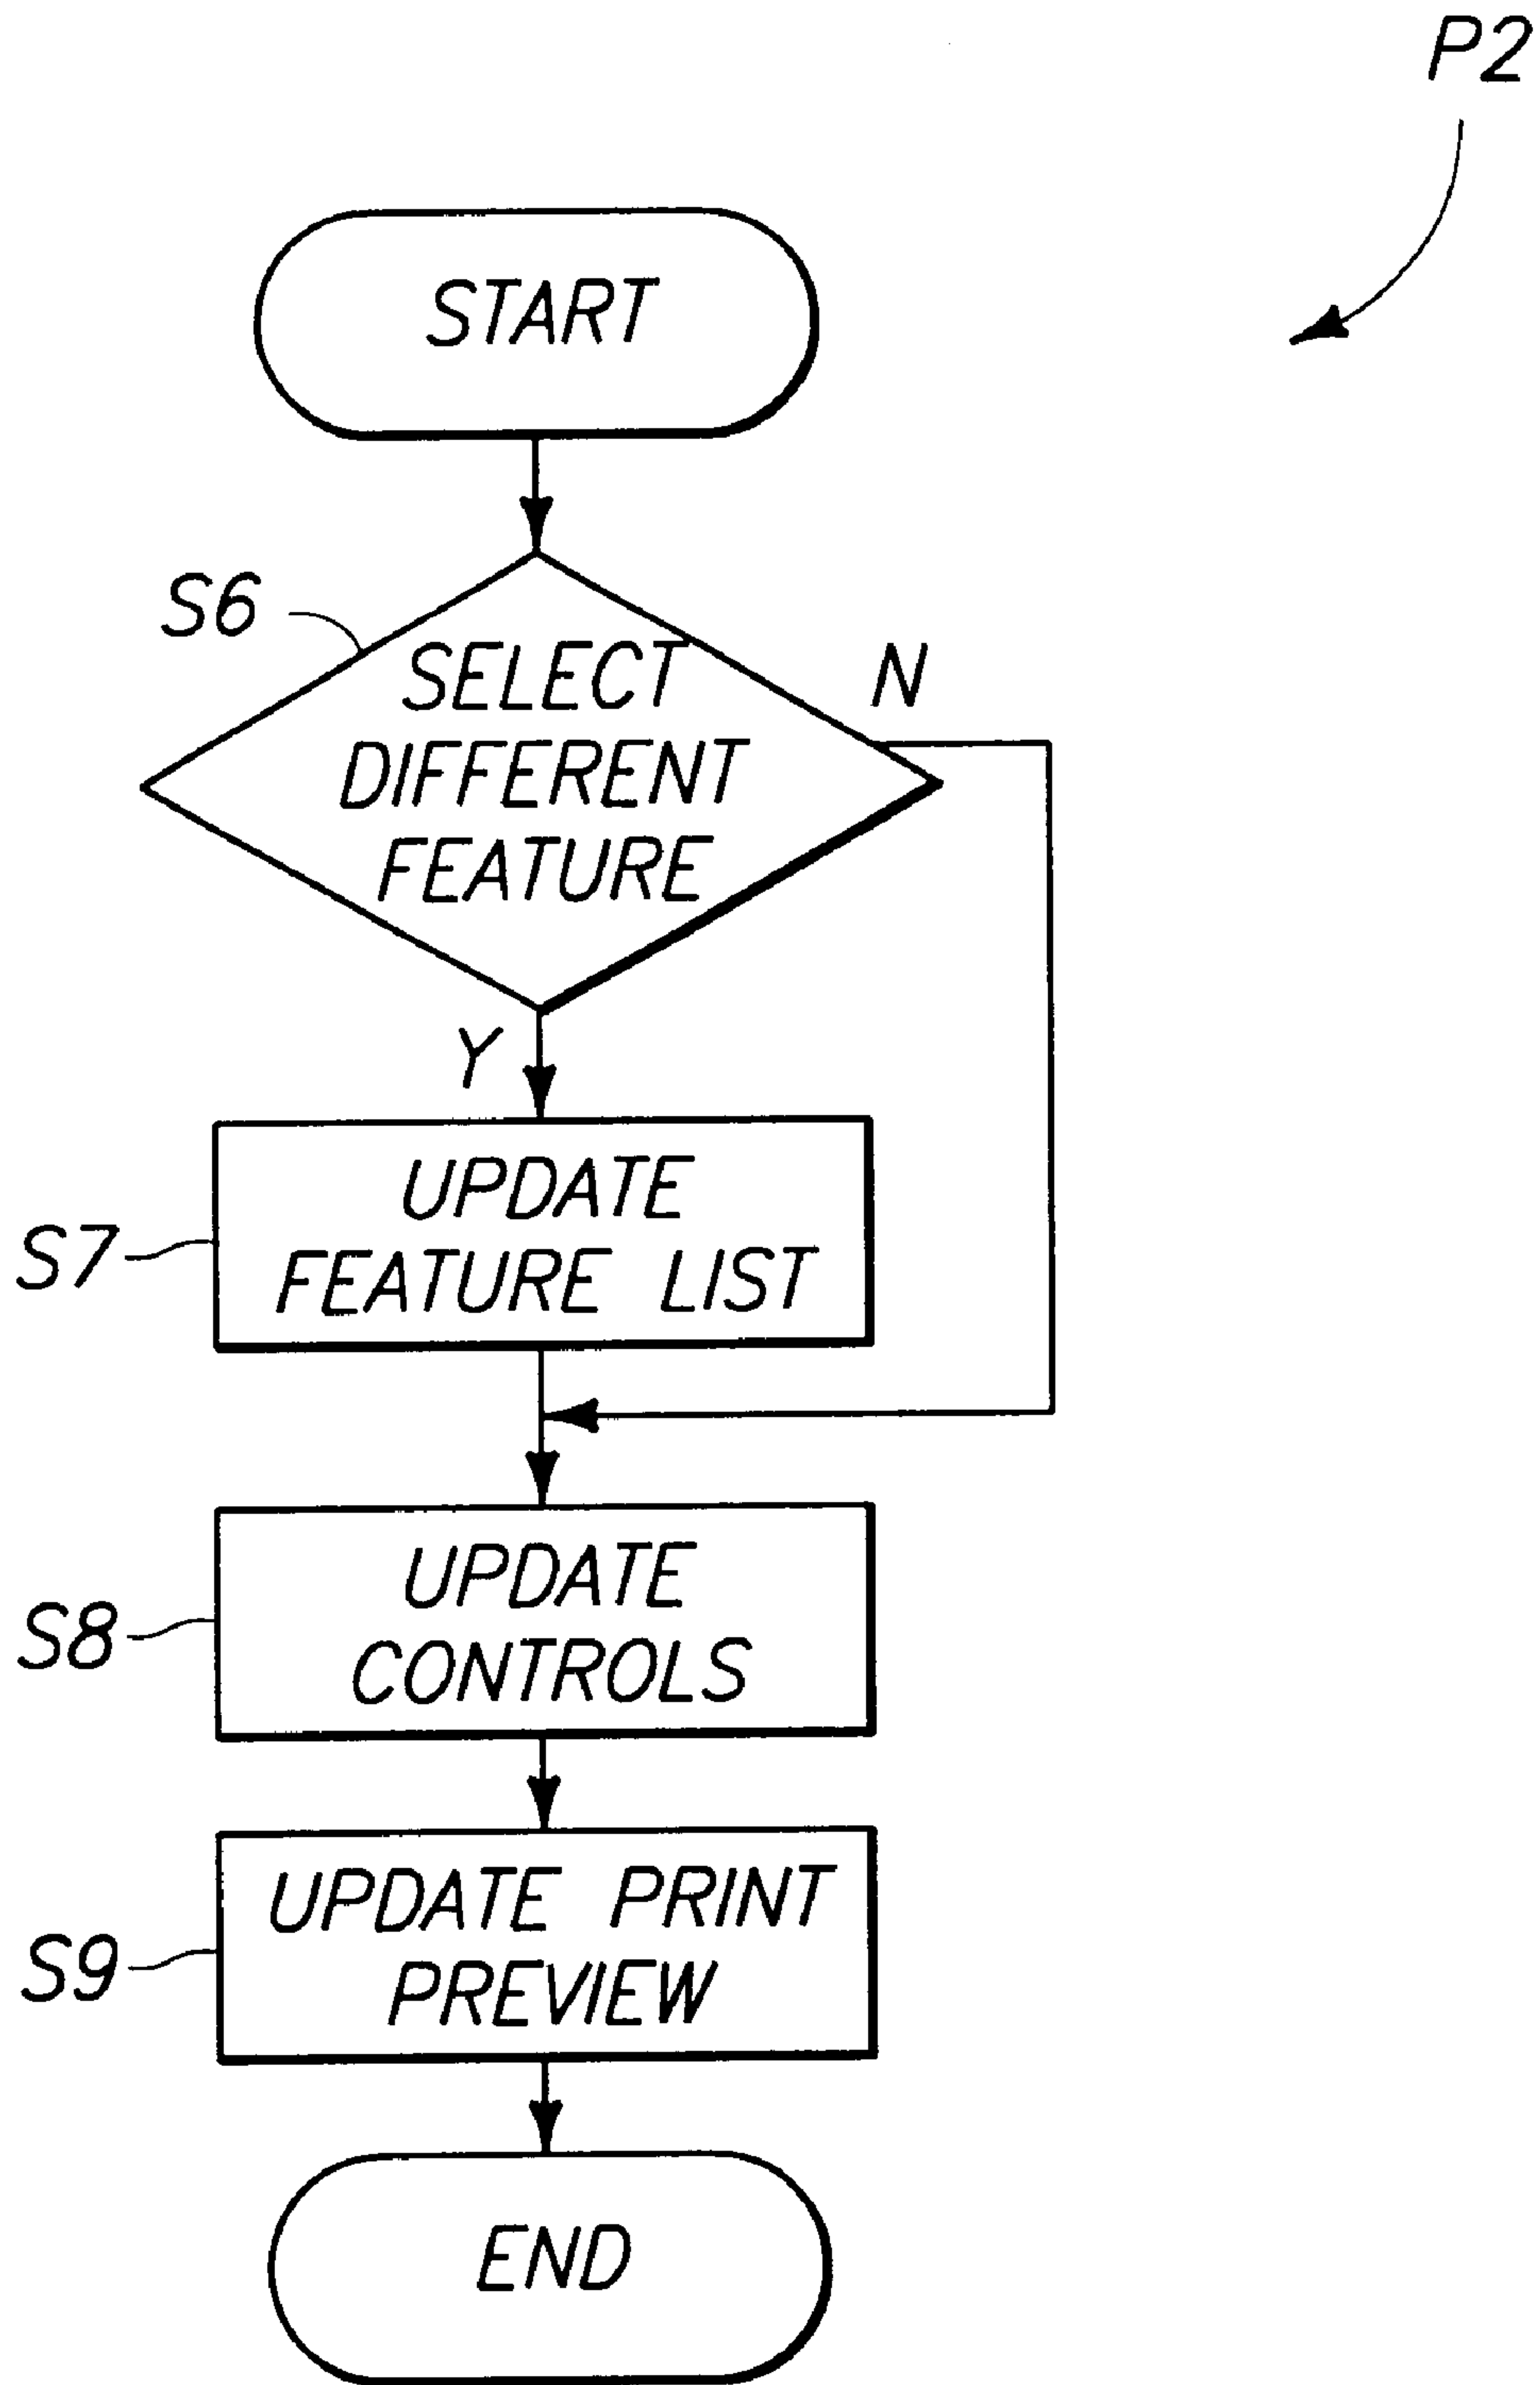 P2
START
S6
SELECT
DIFFERENT
FEATURE
N
Y
S7
UPDATE
FEATURE LIST
S8
UPDATE
CONTROLS
S9
UPDATE PRINT
PREVIEW
END